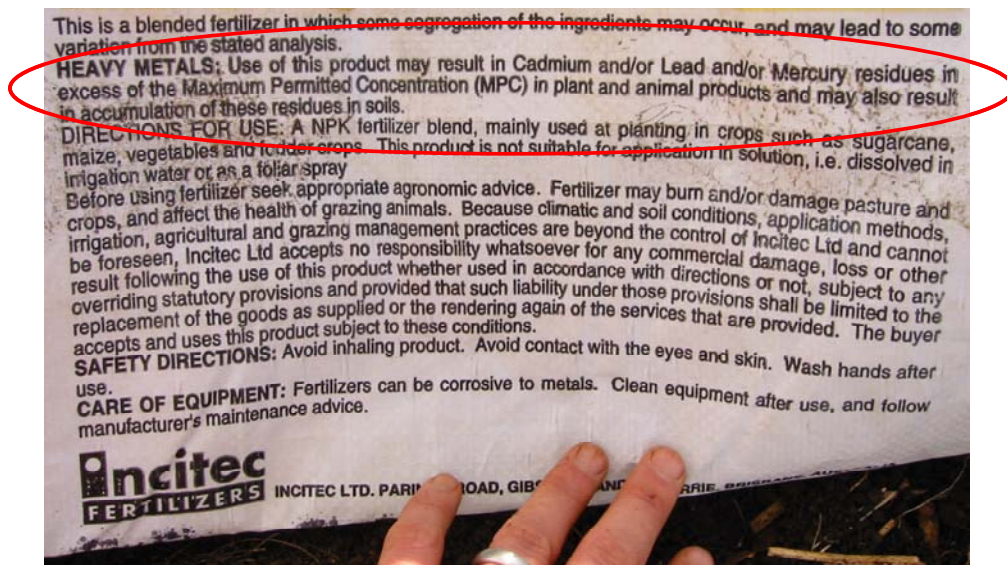 This is a blended fertilizer in which some segregation of the ingredients may occur, and may lead to some
variation from the stated analysis.
HEAVY METALS: Use of this product may result in Cadmium and/or Lead and/or Mercury residues in
excess of the Maximum Permitted Concentration (MPC) in plant and animal products and may also result
in accumulation of these residues in soils.
DIRECTIONS FOR USE: A NPK fertilizer blend, mainly used at planting in crops such as sugarcane,
maize, vegetables and fodder crops. This product is not suitable for application in solution, i.e. dissolved in
irrigation water or as a foliar spray
Before using fertilizer seek appropriate agronomic advice. Fertilizer may burn and/or damage pasture and
crops, and affect the health of grazing animals. Because climatic and soil conditions, application methods,
irrigation, agricultural and grazing management practices are beyond the control of Incitec Ltd and cannot
be foreseen, Incitec Ltd accepts no responsibility whatsoever for any commercial damage, loss or other
result following the use of this product whether used in accordance with directions or not, subject to any
overriding statutory provisions and provided that such liability under those provisions shall be limited to the
replacement of the goods as supplied or the rendering again of the services that are provided. The buyer
accepts and uses this product subject to these conditions.
SAFETY DIRECTIONS: Avoid inhaling product. Avoid contact with the eyes and skin. Wash hands after
use.
CARE OF EQUIPMENT: Fertilizers can be corrosive to metals. Clean equipment after use, and follow
manufacturer's maintenance advice.
Incitec
FERTILIZERS
INCITEC LTD.